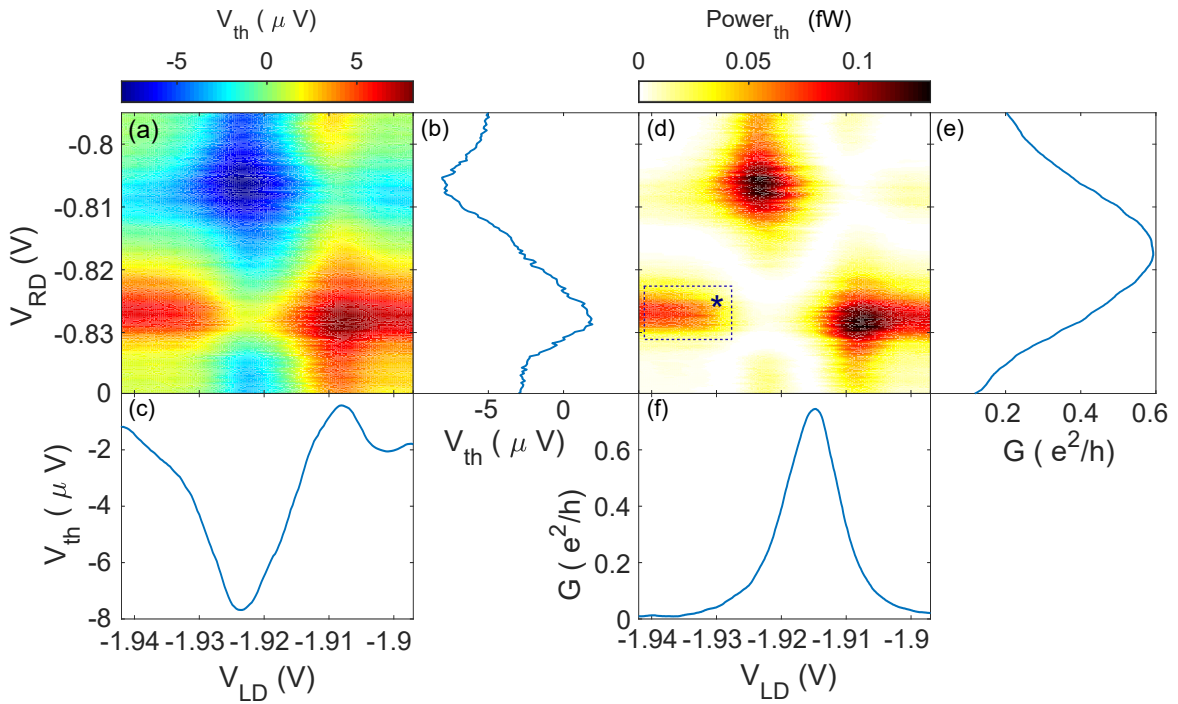 V_th ( μ V)
-5 0 5
Power_th (fW)
0 0.05 0.1
(a)
(b)
(d)
(e)
-0.8
-0.81
-0.82
-0.83
0
V_RD (V)
*
-5 0
V_th ( μ V)
0.2 0.4 0.6
G ( e^2/h)
(c)
-2
-4
-6
-8
V_th ( μ V)
-1.94 -1.93 -1.92 -1.91 -1.9
V_LD (V)
(f)
0.6
0.4
0.2
0
G ( e^2/h)
-1.94 -1.93 -1.92 -1.91 -1.9
V_LD (V)